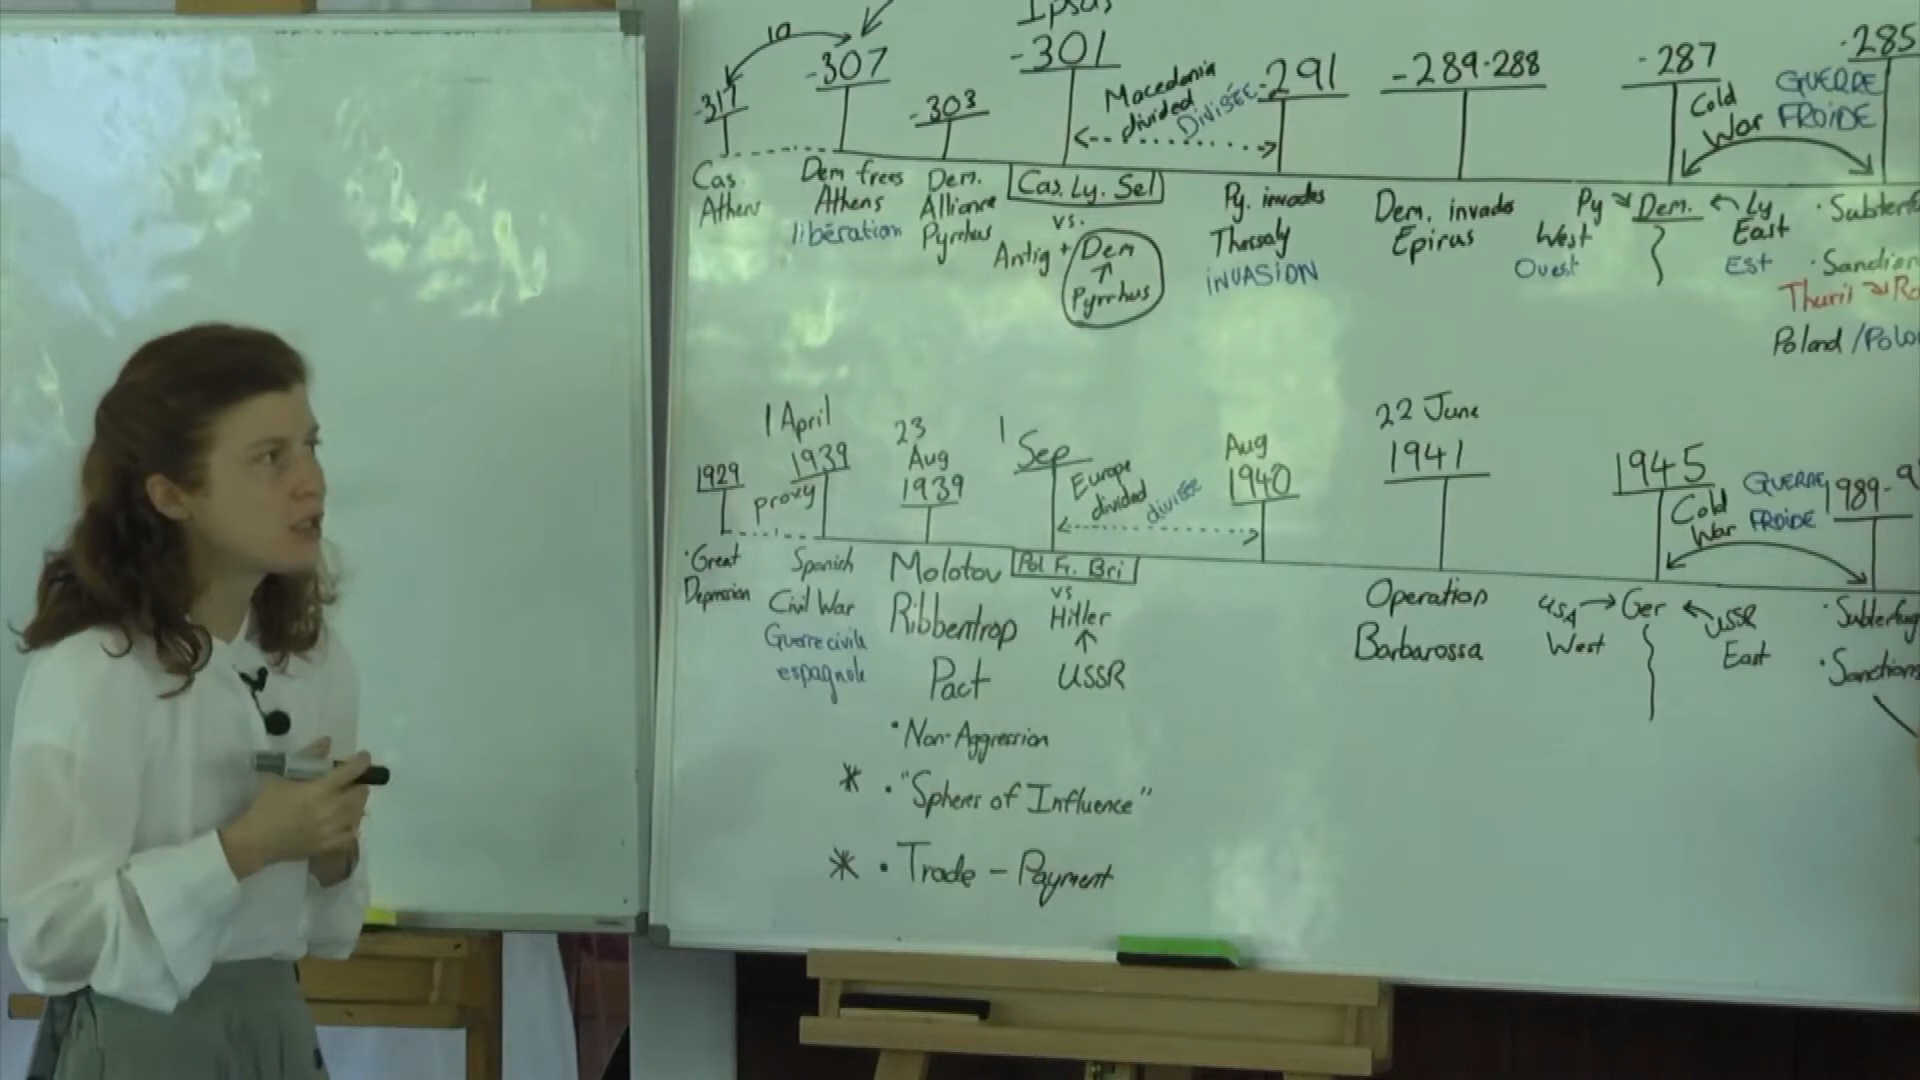 Ipsus
10
-317
-307
-303
-301
-291
-289-288
-287
-285
Macedonia
divided
DiviSÉE
Cold
War
GUERRE
FROIDE
Cas.
Athens
Dem frees
Athens
libération
Dem.
Alliance
Pyrrhus
Cas. Ly. Sel
vs.
Antig + Dem
Pyrrhus
Py. invades
Thessaly
iNVASION
Dem. invades
Epirus
Py Dem. Ly
West East
Ouest Est
Thurii
Poland /
1929
1 April
1939
proxy
23
Aug
1939
1
Sep
Europe
divided
divisÉE
Aug
1940
22 June
1941
1945
Cold
War
GUERRE
FROiDE
1989-9
• Great
Depression
Spanish
Civil War
Guerre civile
espagnole
Molotov
Ribbentrop
Pact
• Non-Aggression
* • "Spheres of Influence"
* • Trade - Payment
Pol Fr. Bri
vs
Hitler
USSR
Operation
Barbarossa
USA Ger USSR
West East